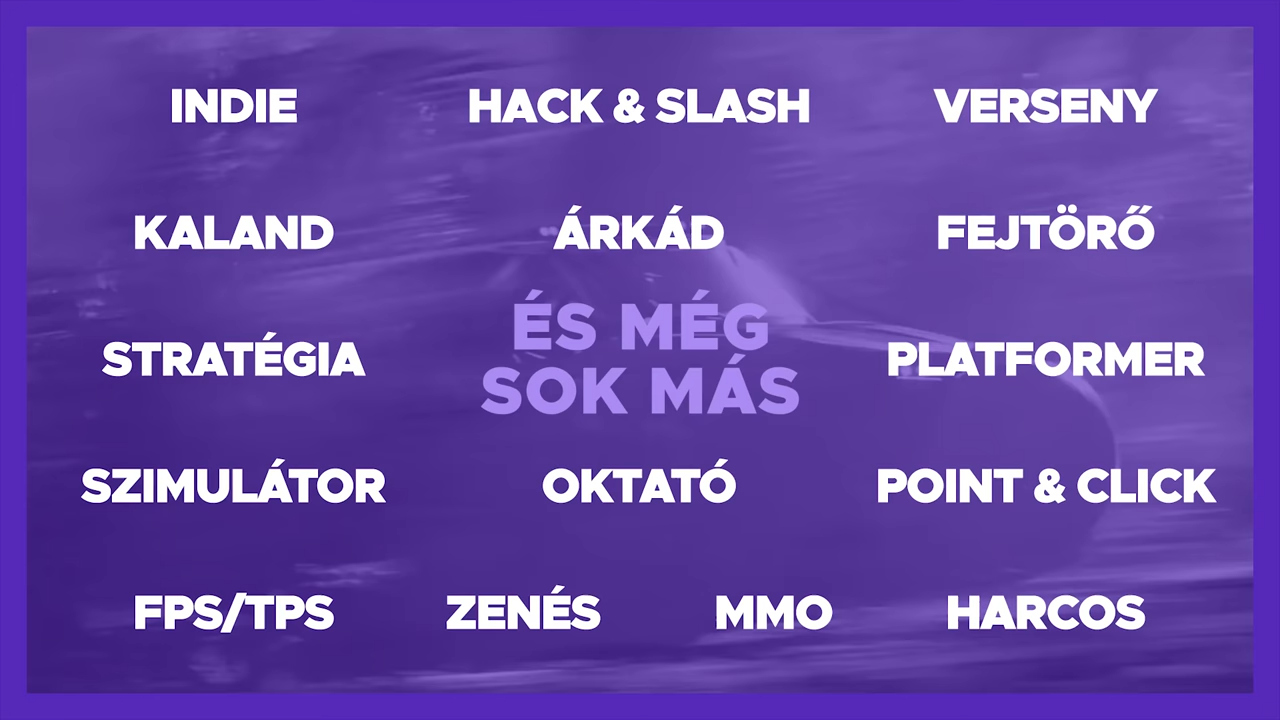 INDIE
HACK & SLASH
VERSENY
KALAND
ÁRKÁD
FEJTÖRŐ
ÉS MÉG
SOK MÁS
STRATÉGIA
PLATFORMER
SZIMULÁTOR
OKTATÓ
POINT & CLICK
FPS/TPS
ZENÉS
MMO
HARCOS